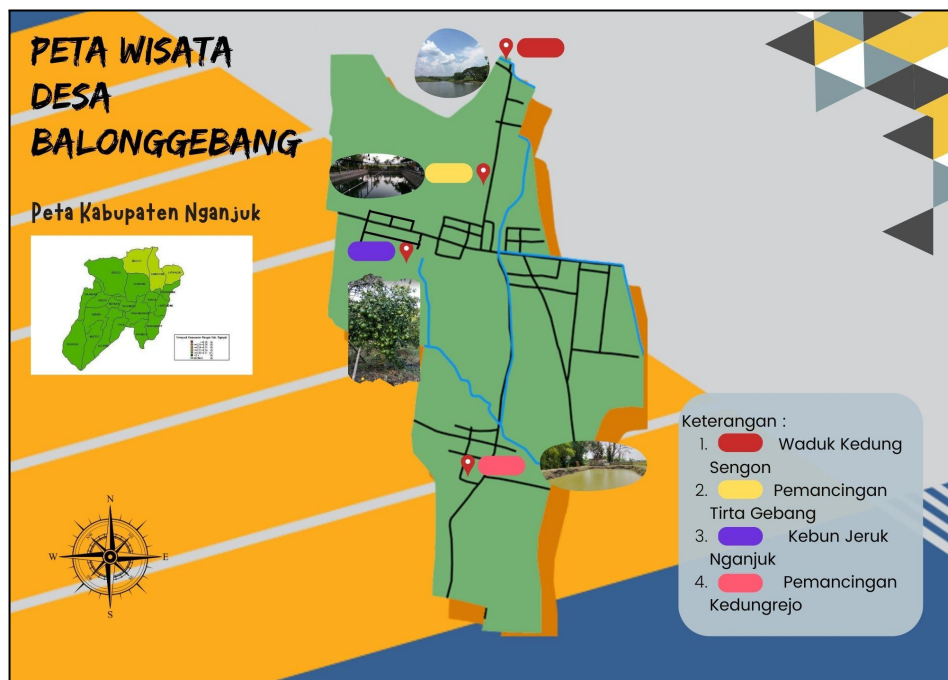 PETA WISATA
DESA
BALONGGEBANG
Peta Kabupaten Nganjuk
N
W
E
S
Keterangan :
1. Waduk Kedung
Sengon
2. Pemancingan
Tirta Gebang
3. Kebun Jeruk
Nganjuk
4. Pemancingan
Kedungrejo